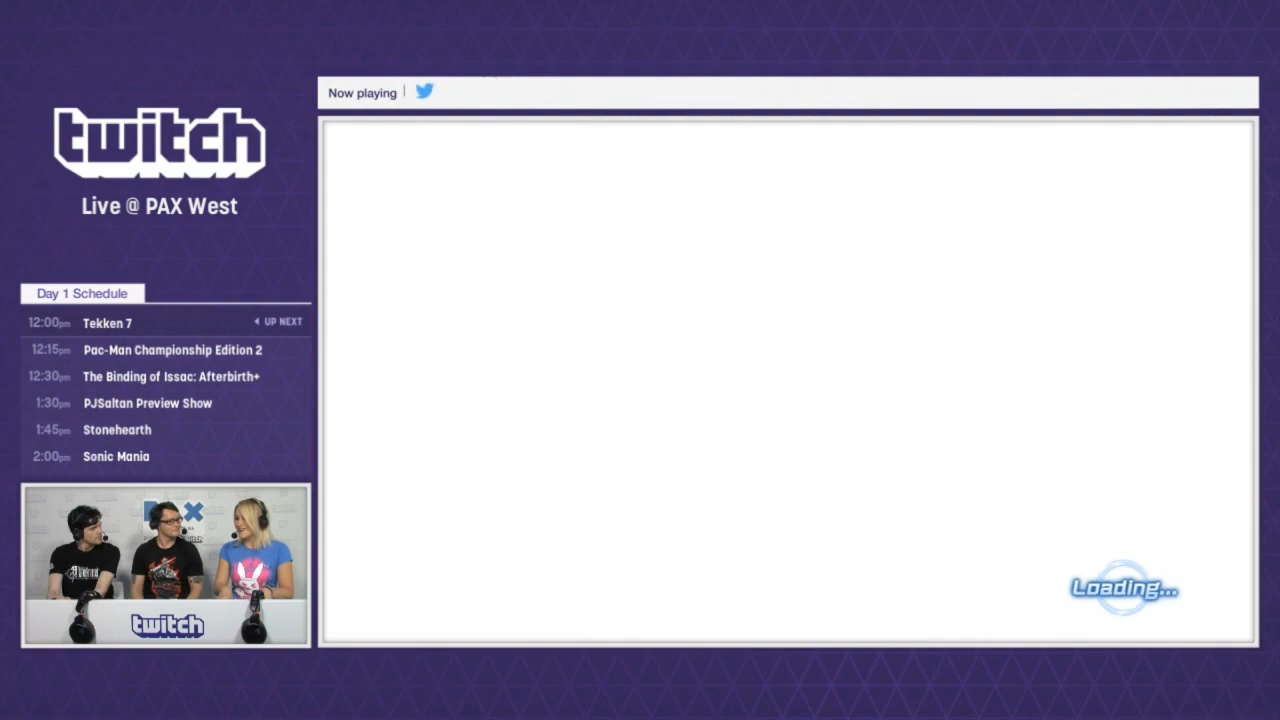 twitch
Live @ PAX West
Now playing
Day 1 Schedule
12:00pm Tekken 7 UP NEXT
12:15pm Pac-Man Championship Edition 2
12:30pm The Binding of Issac: Afterbirth+
1:30pm PJSaltan Preview Show
1:45pm Stonehearth
2:00pm Sonic Mania
twitch
Loading...